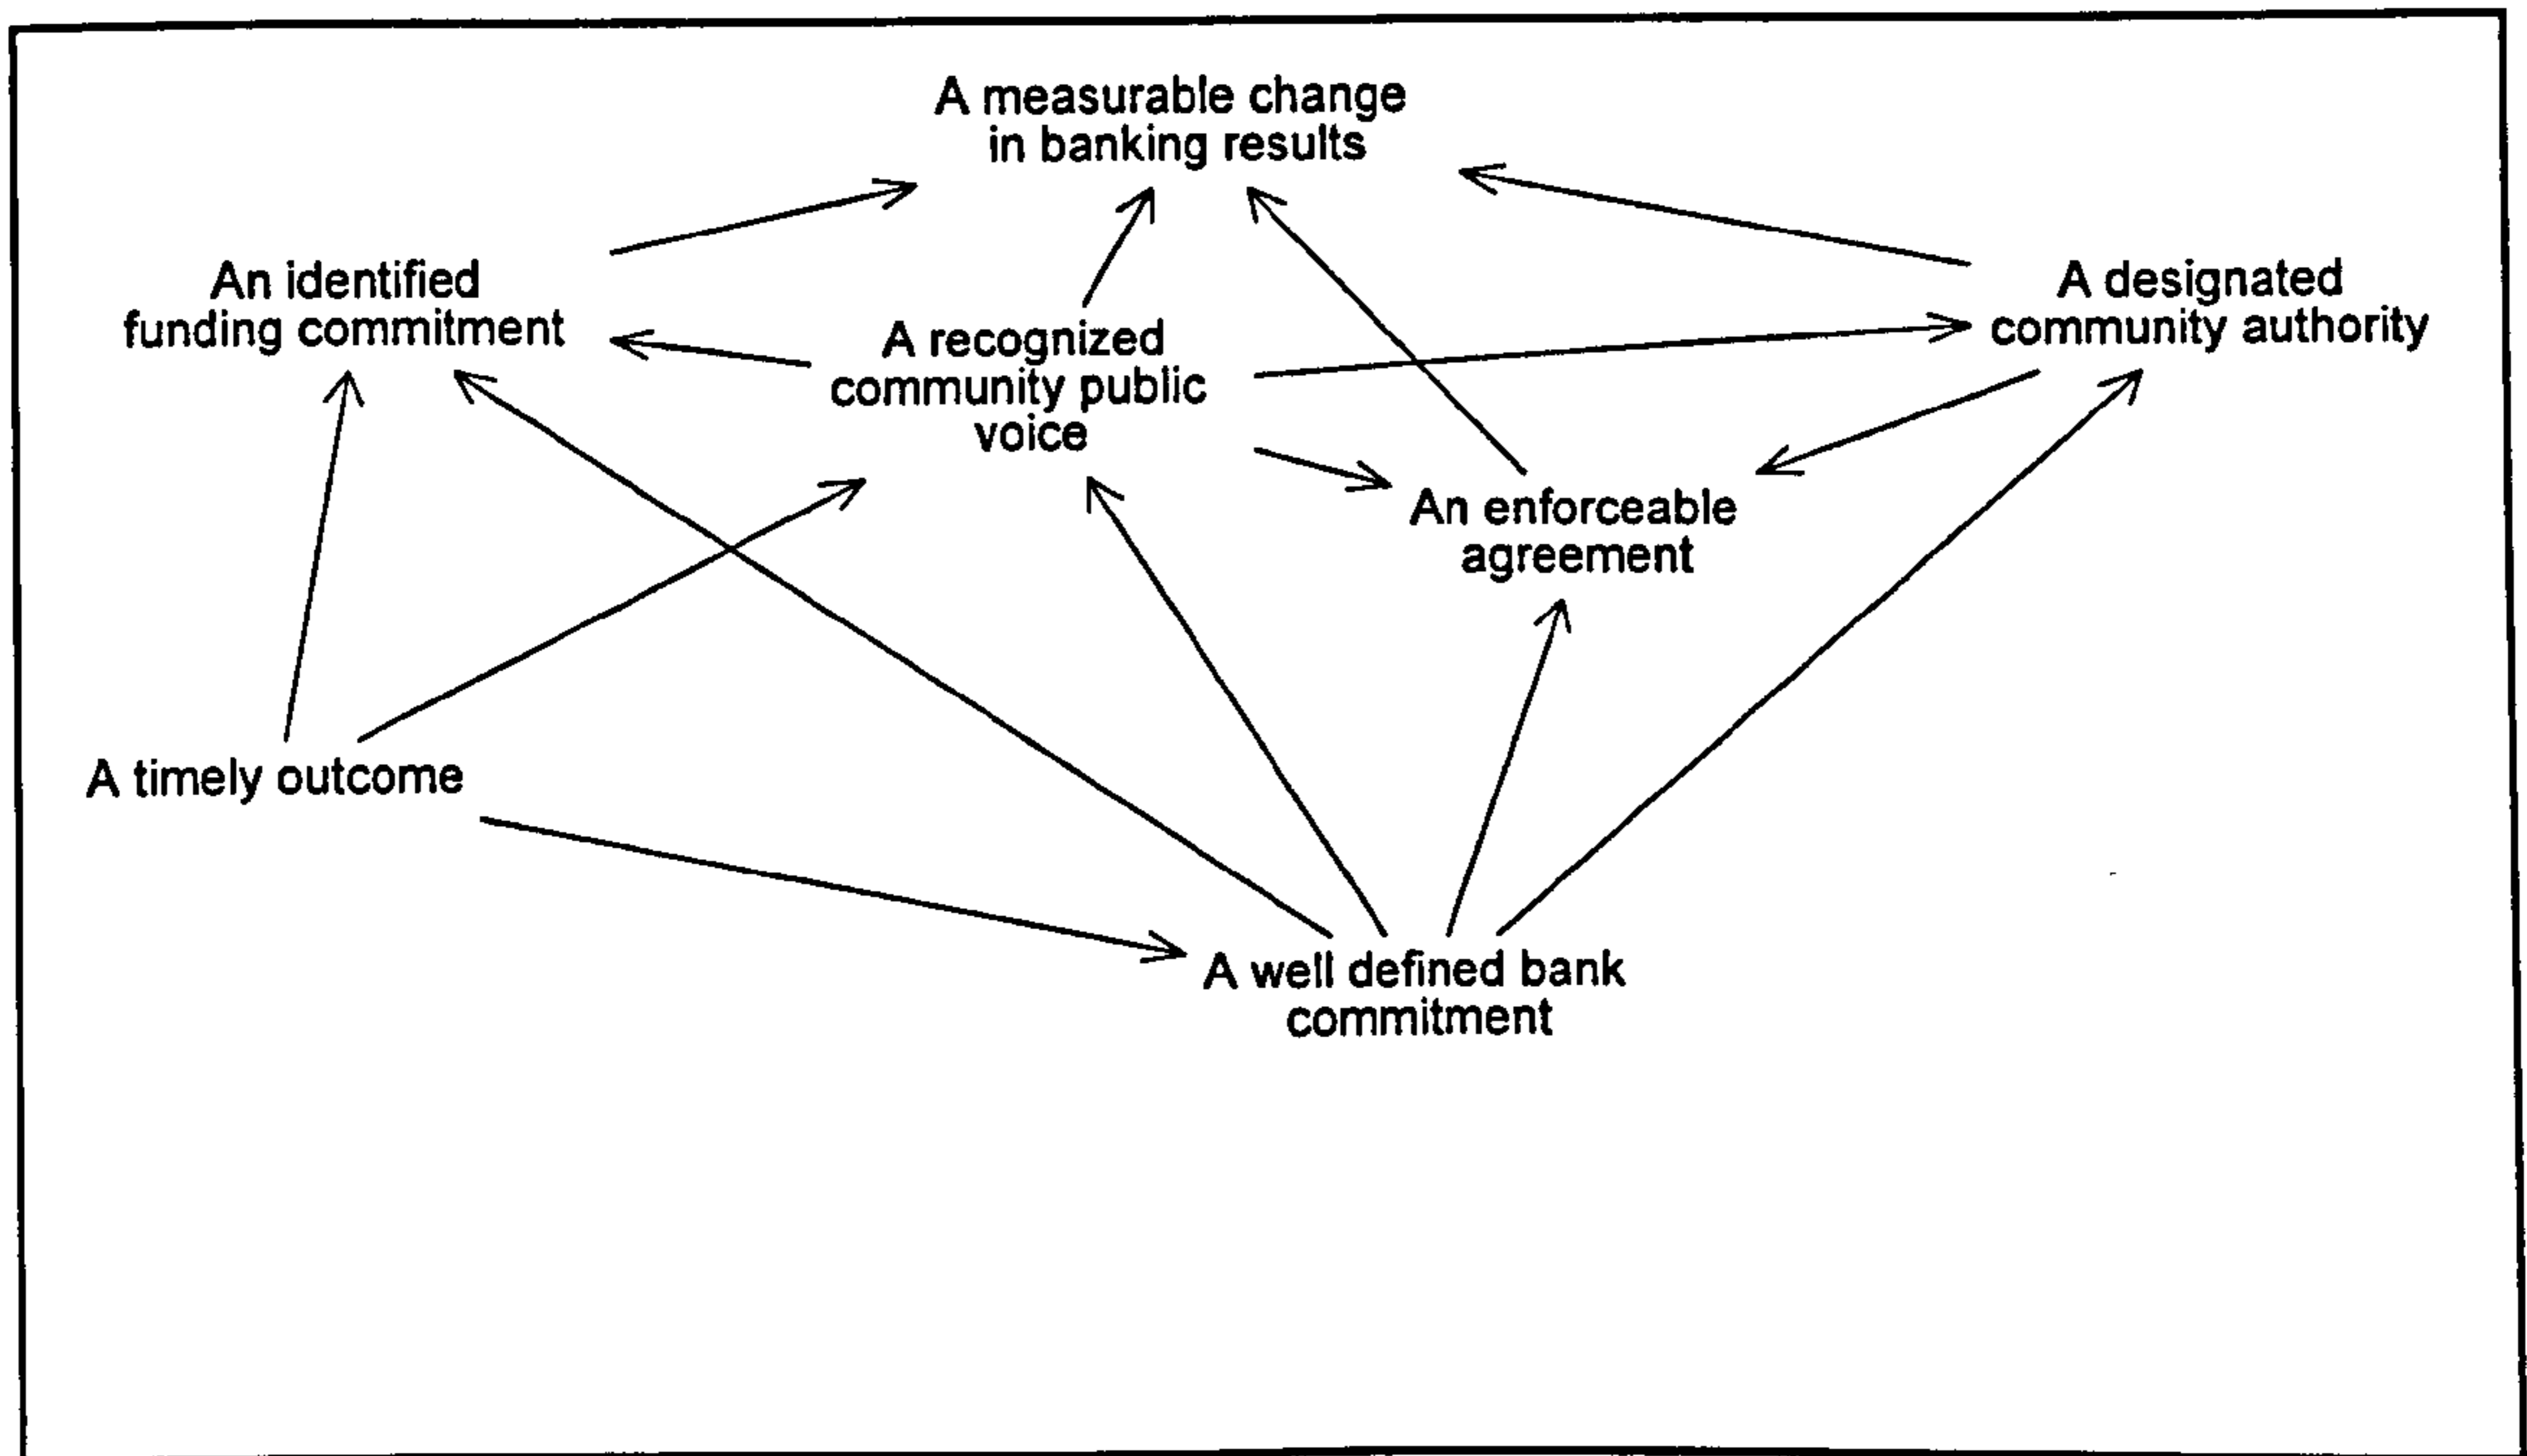 A measurable change
in banking results
An identified
funding commitment
A recognized
community public
voice
A designated
community authority
An enforceable
agreement
A timely outcome
A well defined bank
commitment